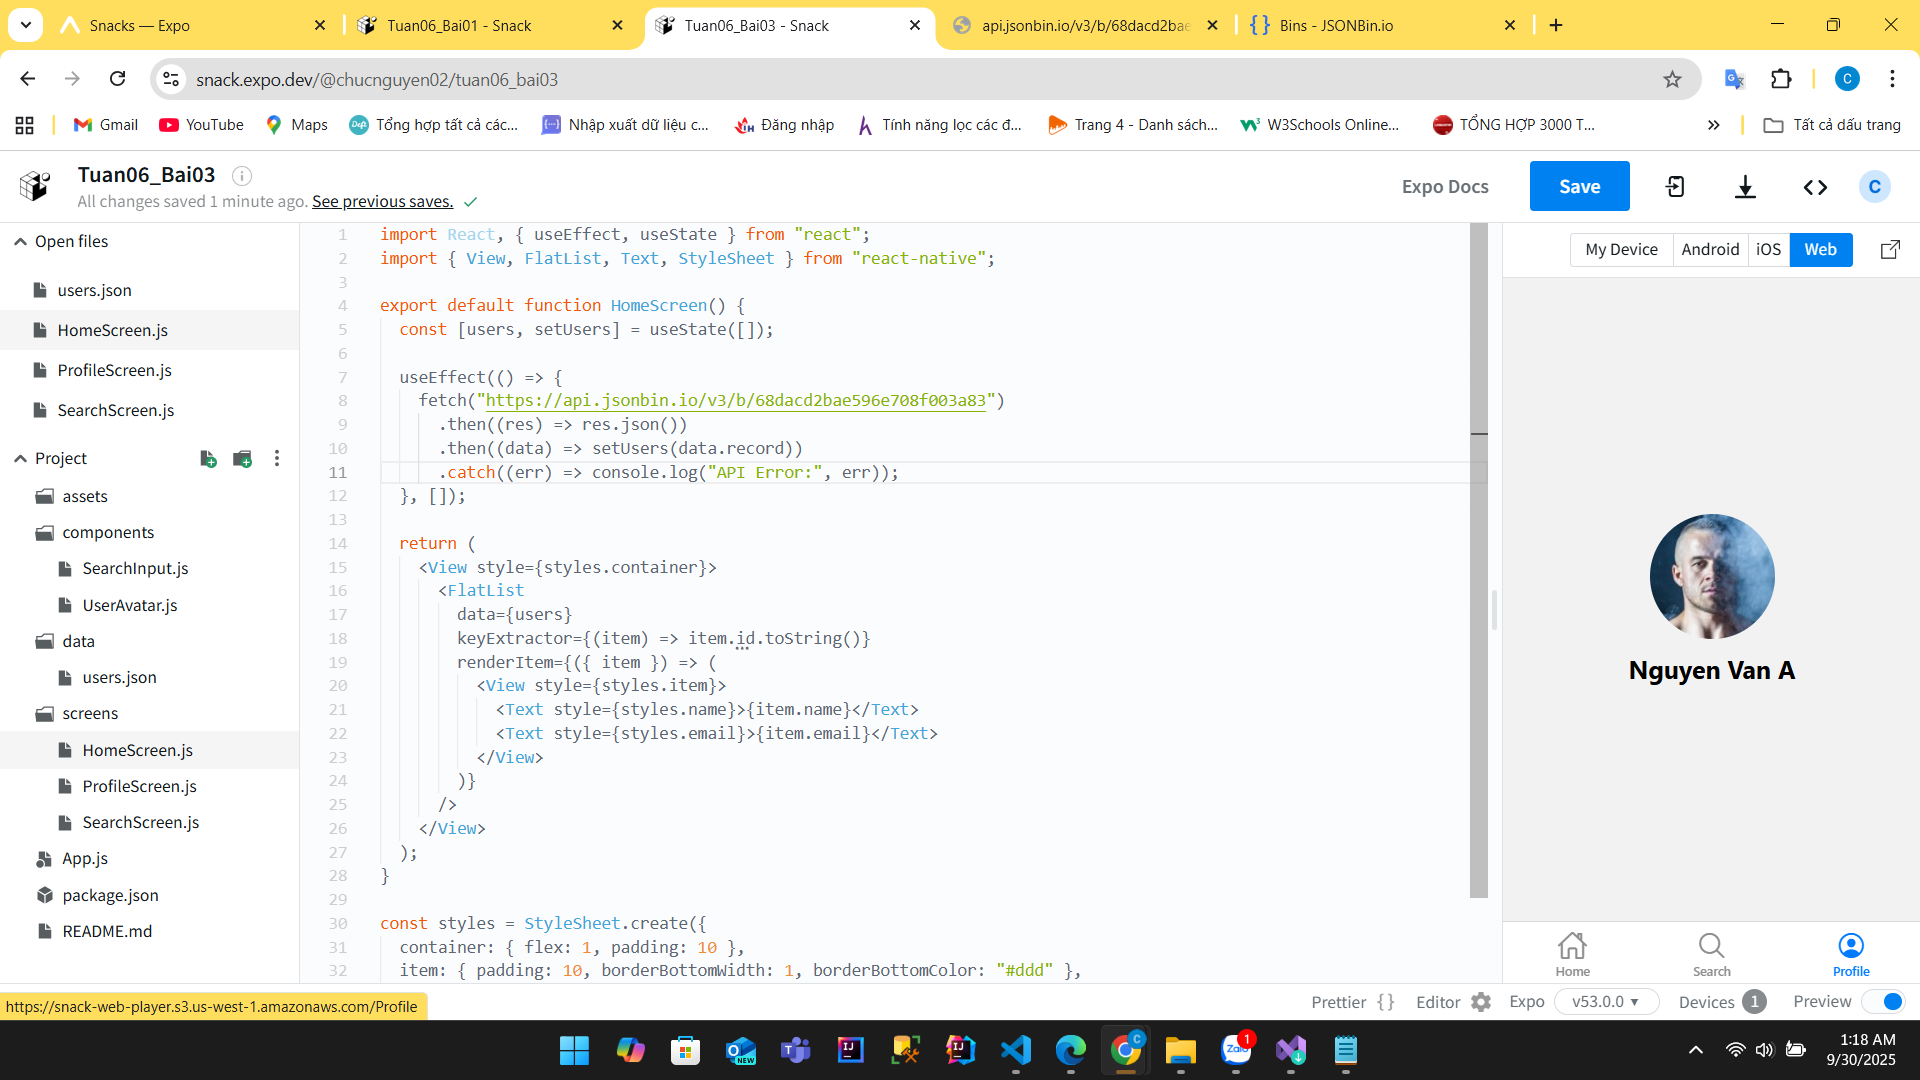 Snacks — Expo
Tuan06_Bai01 - Snack
Tuan06_Bai03 - Snack
api.jsonbin.io/v3/b/68dacd2bae
Bins - JSONBin.io
snack.expo.dev/@chucnguyen02/tuan06_bai03
C
Gmail
YouTube
Maps
Tổng hợp tất cả các...
Nhập xuất dữ liệu c...
Đăng nhập
Tính năng lọc các đ...
Trang 4 - Danh sách...
W3Schools Online...
TỔNG HỢP 3000 T...
Tất cả dấu trang
Tuan06_Bai03
All changes saved 1 minute ago. See previous saves.
Expo Docs
Save
C
Open files
users.json
HomeScreen.js
ProfileScreen.js
SearchScreen.js
Project
assets
components
SearchInput.js
UserAvatar.js
data
users.json
screens
HomeScreen.js
ProfileScreen.js
SearchScreen.js
App.js
package.json
README.md
1 import React, { useEffect, useState } from "react";
2 import { View, FlatList, Text, StyleSheet } from "react-native";
3
4 export default function HomeScreen() {
5 const [users, setUsers] = useState([]);
6
7 useEffect(() => {
8 fetch("https://api.jsonbin.io/v3/b/68dacd2bae596e708f003a83")
9 .then((res) => res.json())
10 .then((data) => setUsers(data.record))
11 .catch((err) => console.log("API Error:", err));
12 }, []);
13
14 return (
15 <View style={styles.container}>
16 <FlatList
17 data={users}
18 keyExtractor={(item) => item.id.toString()}
19 renderItem={({ item }) => (
20 <View style={styles.item}>
21 <Text style={styles.name}>{item.name}</Text>
22 <Text style={styles.email}>{item.email}</Text>
23 </View>
24 )}
25 />
26 </View>
27 );
28 }
29
30 const styles = StyleSheet.create({
31 container: { flex: 1, padding: 10 },
32 item: { padding: 10, borderBottomWidth: 1, borderBottomColor: "#ddd" },
My Device
Android
iOS
Web
Nguyen Van A
Home
Search
Profile
https://snack-web-player.s3.us-west-1.amazonaws.com/Profile
Prettier { }
Editor
Expo
v53.0.0
Devices 1
Preview
NEW
Zalo
1
C
1:18 AM
9/30/2025